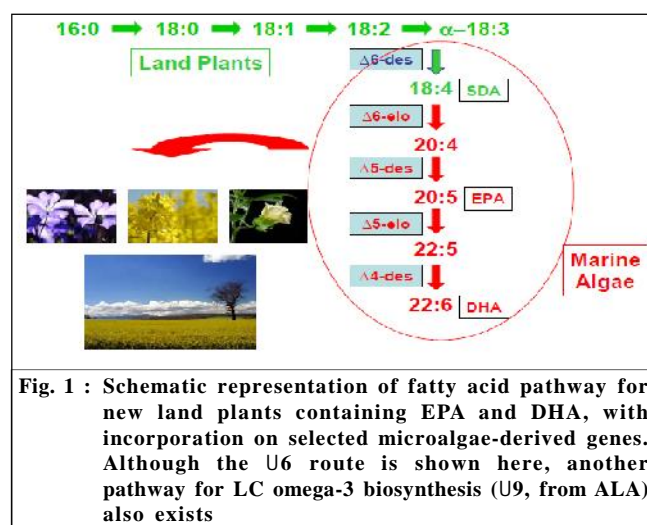 16:0 18:0 18:1 18:2 α–18:3
Land Plants
Δ6-des
18:4 SDA
Δ6-elo
20:4
Δ5-des
20:5 EPA
Δ5-elo
22:5
Marine
Algae
Δ4-des
22:6 DHA
Fig. 1 : Schematic representation of fatty acid pathway for
new land plants containing EPA and DHA, with
incorporation on selected microalgae-derived genes.
Although the U6 route is shown here, another
pathway for LC omega-3 biosynthesis (U9, from ALA)
also exists